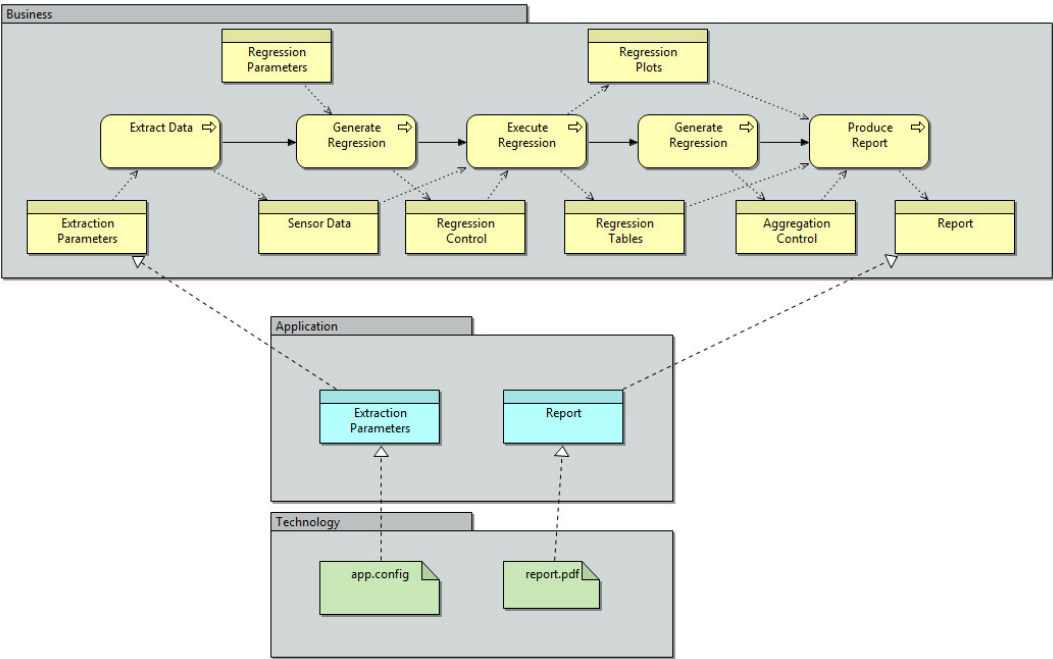 Business
Regression
Parameters
Regression
Plots
Extract Data
Generate
Regression
Execute
Regression
Generate
Regression
Produce
Report
Extraction
Parameters
Sensor Data
Regression
Control
Regression
Tables
Aggregation
Control
Report
Application
Extraction
Parameters
Report
Technology
app.config
report.pdf